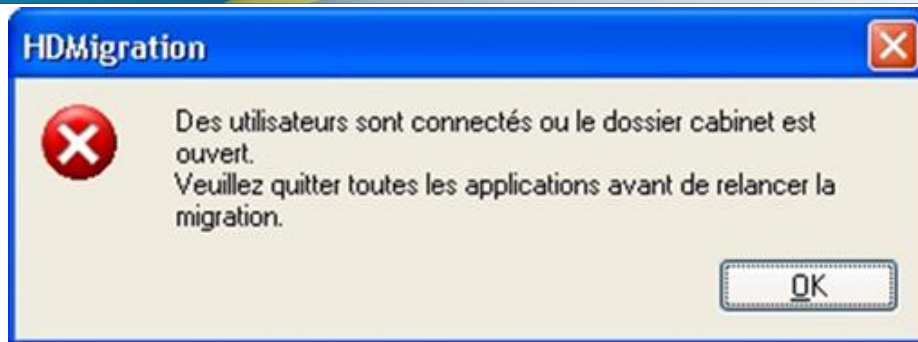 HDMigration
Des utilisateurs sont connectés ou le dossier cabinet est
ouvert.
Veuillez quitter toutes les applications avant de relancer la
migration.
OK